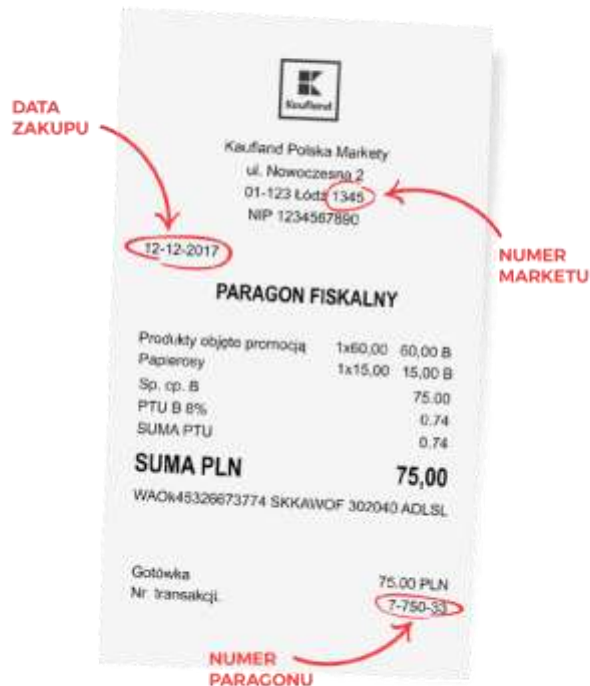 K
Kaufland
DATA
ZAKUPU
Kaufland Polska Markety
ul. Nowoczesna 2
01-123 Łódź 1345
NIP 1234567890
12-12-2017
NUMER
MARKETU
PARAGON FISKALNY
Produkty objęte promocją 1x60,00 60,00 B
Papierosy 1x15,00 15,00 B
Sp. op. B 75.00
PTU B 8% 0.74
SUMA PTU 0.74
SUMA PLN 75,00
WAOk45326673774 SKKAWOF 302040 ADLSL
Gotówka 75.00 PLN
Nr. transakcji. 7-750-33
NUMER
PARAGONU